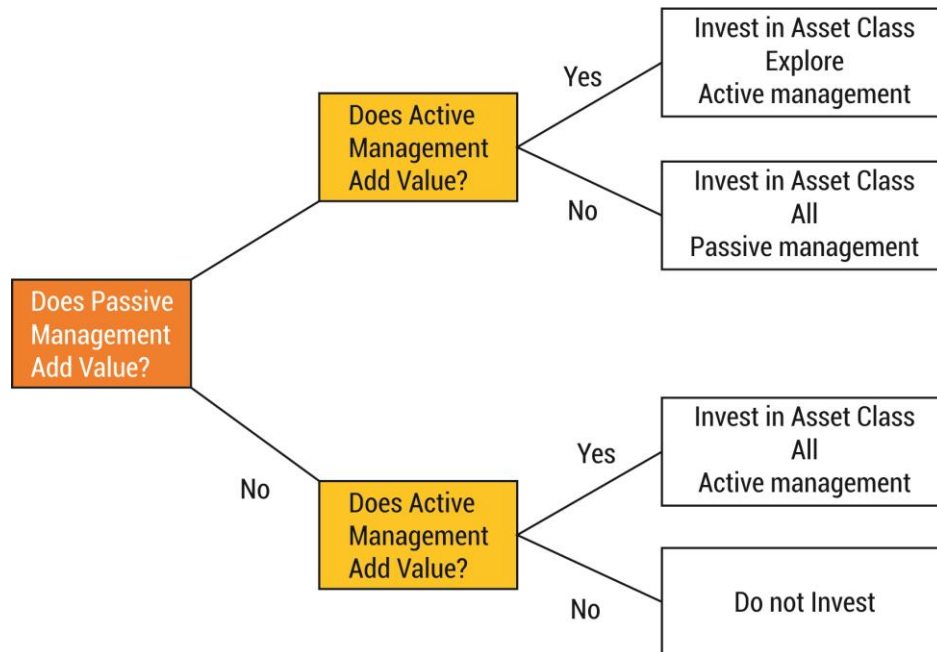 Does Passive
Management
Add Value?
Does Active
Management
Add Value?
Yes
Invest in Asset Class
Explore
Active management
No
Invest in Asset Class
All
Passive management
No
Does Active
Management
Add Value?
Yes
Invest in Asset Class
All
Active management
No
Do not Invest